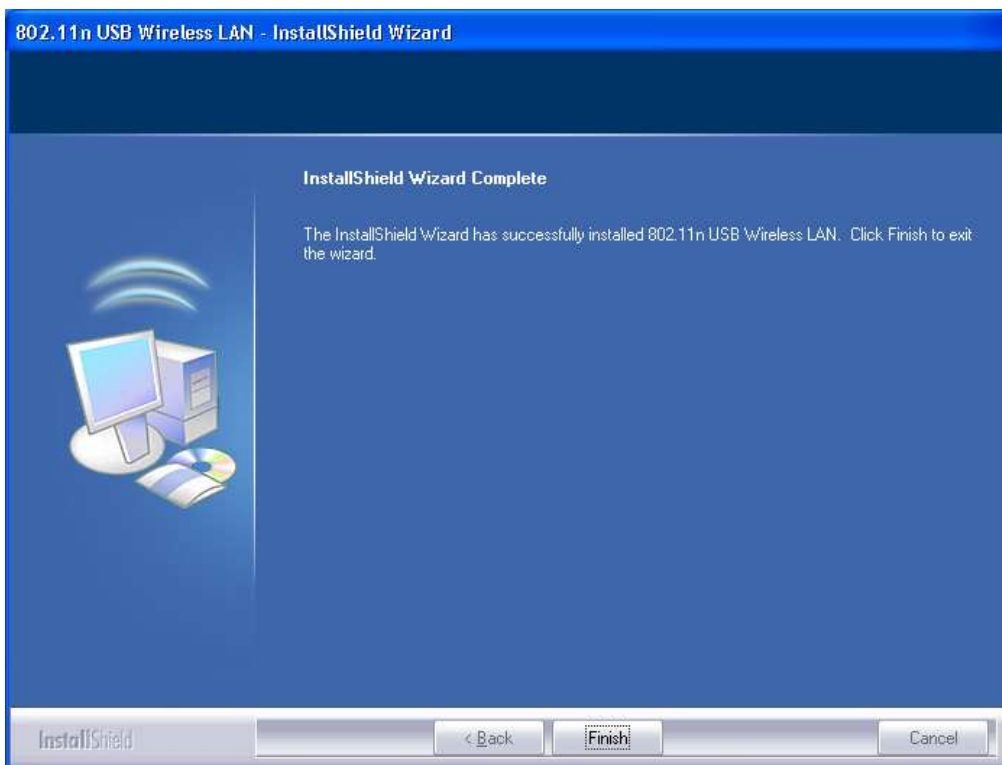 802.11n USB Wireless LAN - InstallShield Wizard
InstallShield Wizard Complete
The InstallShield Wizard has successfully installed 802.11n USB Wireless LAN. Click Finish to exit
the wizard.
InstallShield
< Back
Finish
Cancel